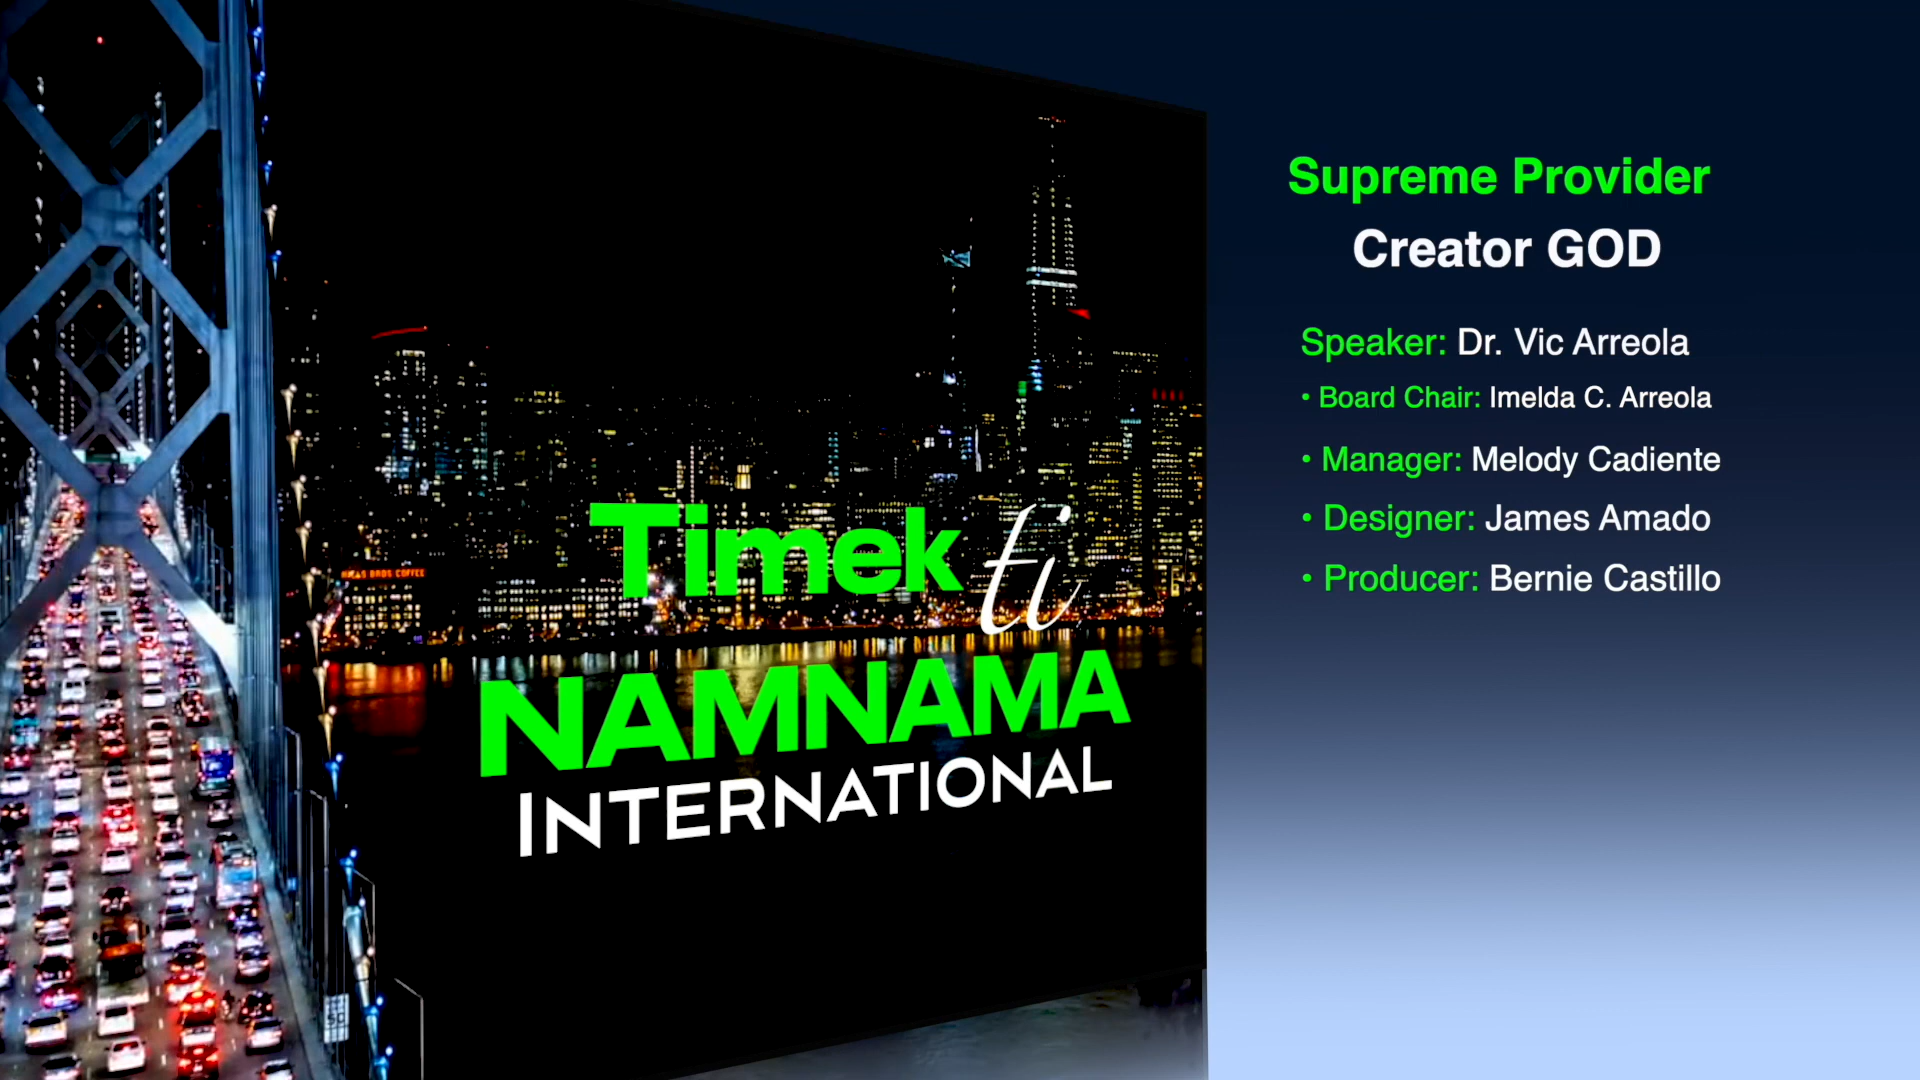 Timek ti
NAMNAMA
INTERNATIONAL
Supreme Provider
Creator GOD
Speaker: Dr. Vic Arreola
• Board Chair: Imelda C. Arreola
• Manager: Melody Cadiente
• Designer: James Amado
• Producer: Bernie Castillo